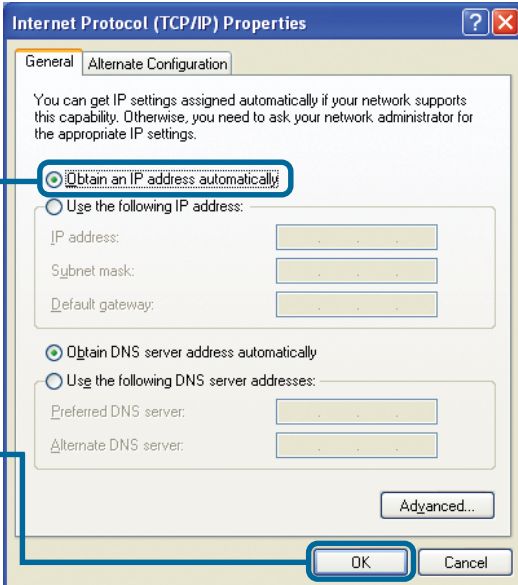 Internet Protocol (TCP/IP) Properties
General
Alternate Configuration
You can get IP settings assigned automatically if your network supports
this capability. Otherwise, you need to ask your network administrator for
the appropriate IP settings.
Obtain an IP address automatically
Use the following IP address:
IP address:
Subnet mask:
Default gateway:
Obtain DNS server address automatically
Use the following DNS server addresses:
Preferred DNS server:
Alternate DNS server:
Advanced...
OK
Cancel